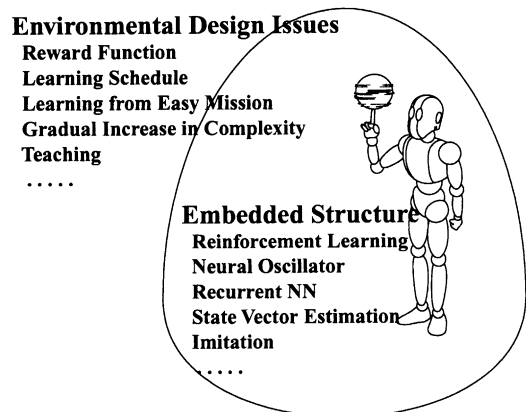 Environmental Design Issues
Reward Function
Learning Schedule
Learning from Easy Mission
Gradual Increase in Complexity
Teaching
.....
Embedded Structure
Reinforcement Learning
Neural Oscillator
Recurrent NN
State Vector Estimation
Imitation
.....